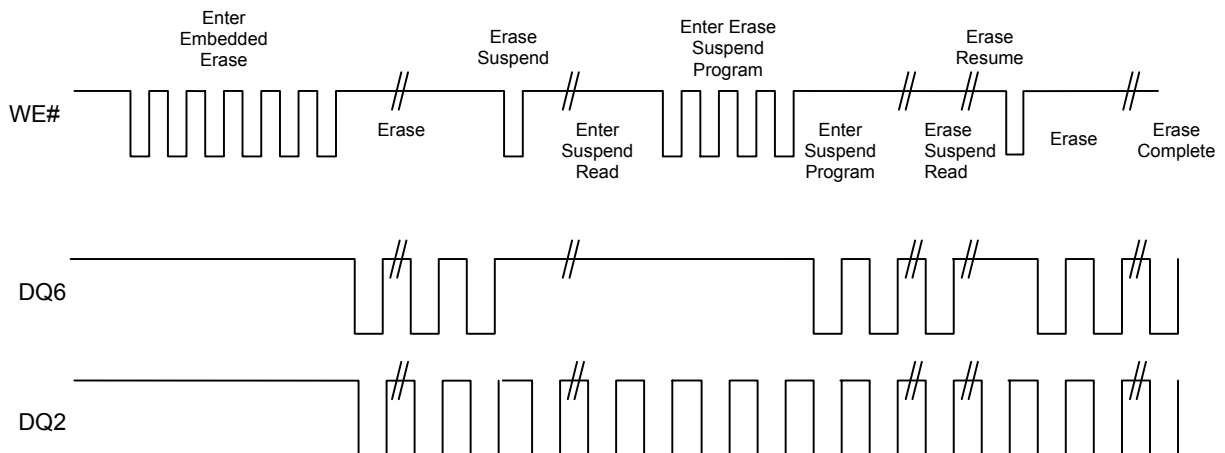 Enter
Embedded
Erase
Erase
Suspend
Enter Erase
Suspend
Program
Erase
Resume
WE#
Erase
Enter
Suspend
Read
Enter
Suspend
Program
Erase
Suspend
Read
Erase
Erase
Complete
DQ6
DQ2